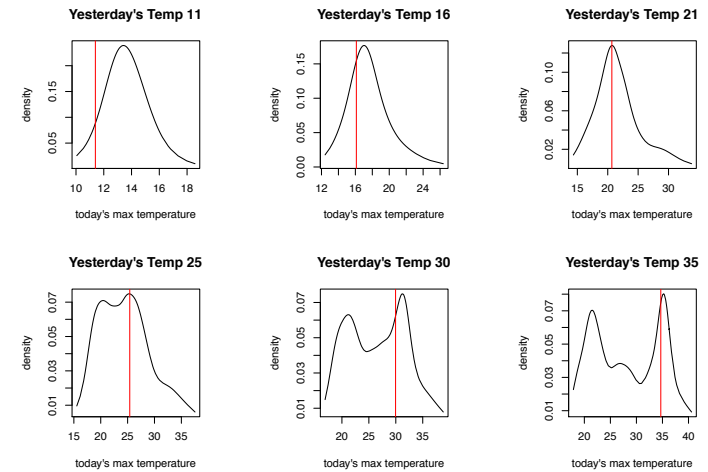 Yesterday's Temp 11
Yesterday's Temp 16
Yesterday's Temp 21
density
0.05
0.15
10 12 14 16 18
today's max temperature
density
0.00 0.05 0.10 0.15
12 16 20 24
today's max temperature
density
0.02 0.06 0.10
15 20 25 30
today's max temperature
Yesterday's Temp 25
Yesterday's Temp 30
Yesterday's Temp 35
density
0.01 0.03 0.05 0.07
15 20 25 30 35
today's max temperature
density
0.01 0.03 0.05 0.07
20 25 30 35
today's max temperature
density
0.01 0.03 0.05 0.07
20 25 30 35 40
today's max temperature